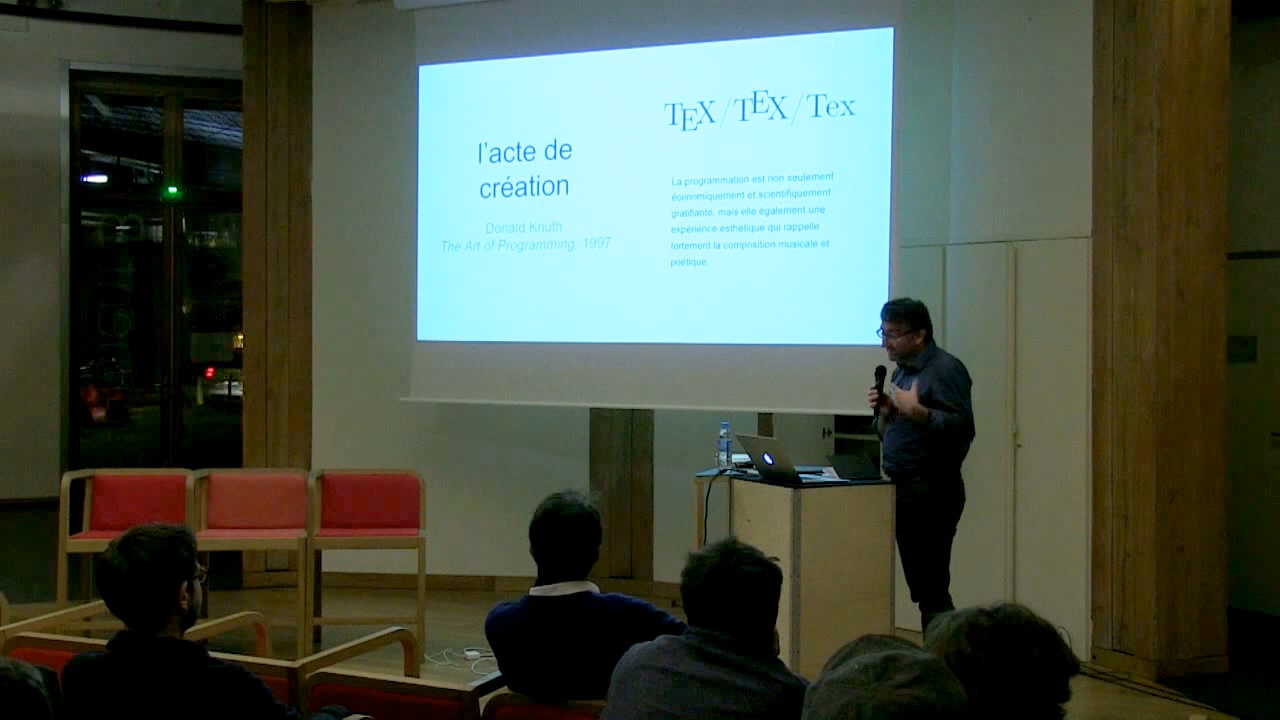 l'acte de
création
Donald Knuth
The Art of Programming, 1997
TEX/TEX/Tex
La programmation est non seulement
économiquement et scientifiquement
gratifiante, mais elle également une
expérience esthétique qui rappelle
fortement la composition musicale et
poétique.